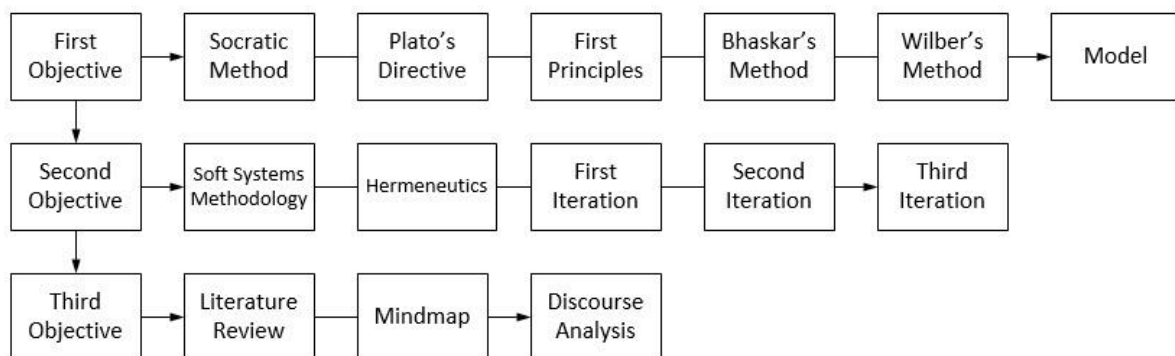 First
Objective
Socratic
Method
Plato’s
Directive
First
Principles
Bhaskar’s
Method
Wilber’s
Method
Model
Second
Objective
Soft Systems
Methodology
Hermeneutics
First
Iteration
Second
Iteration
Third
Iteration
Third
Objective
Literature
Review
Mindmap
Discourse
Analysis